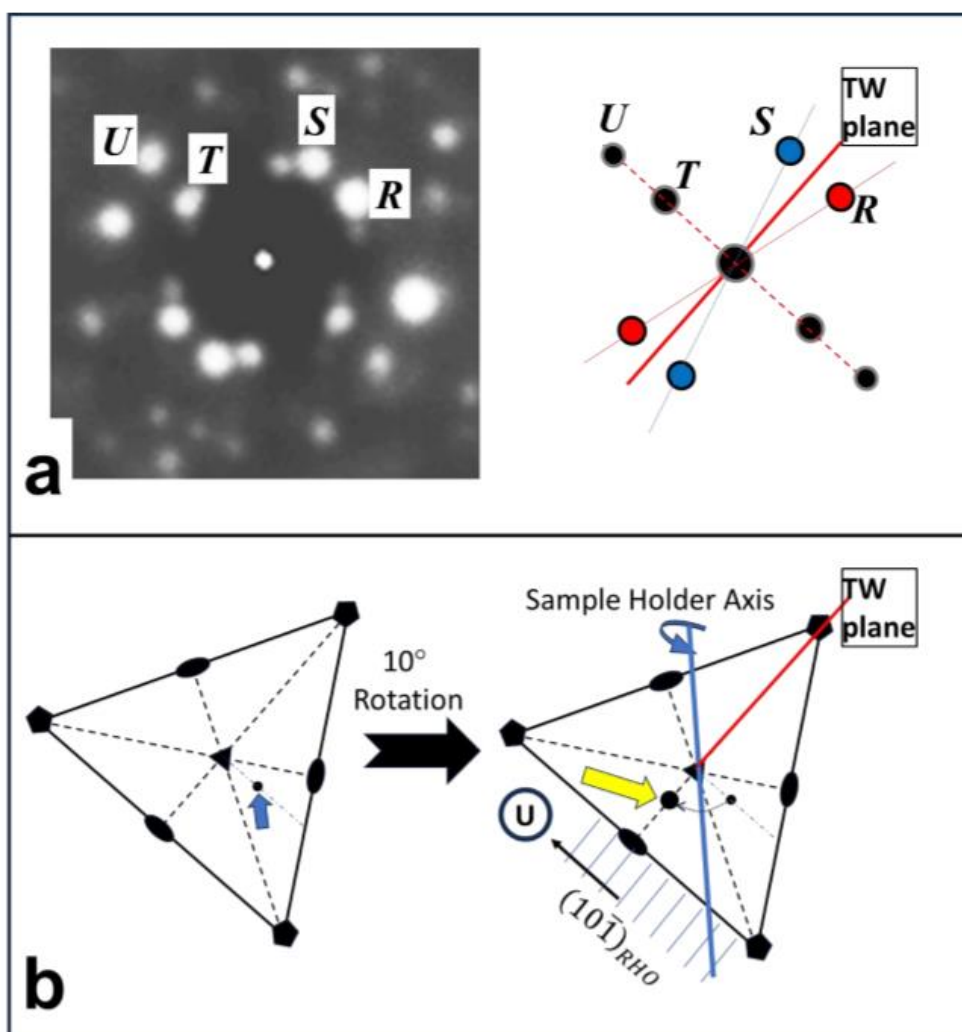 U
T
S
R
U
T
S
R
TW
plane
a
10°
Rotation
Sample Holder Axis
TW
plane
U
(101̄)RHO
b